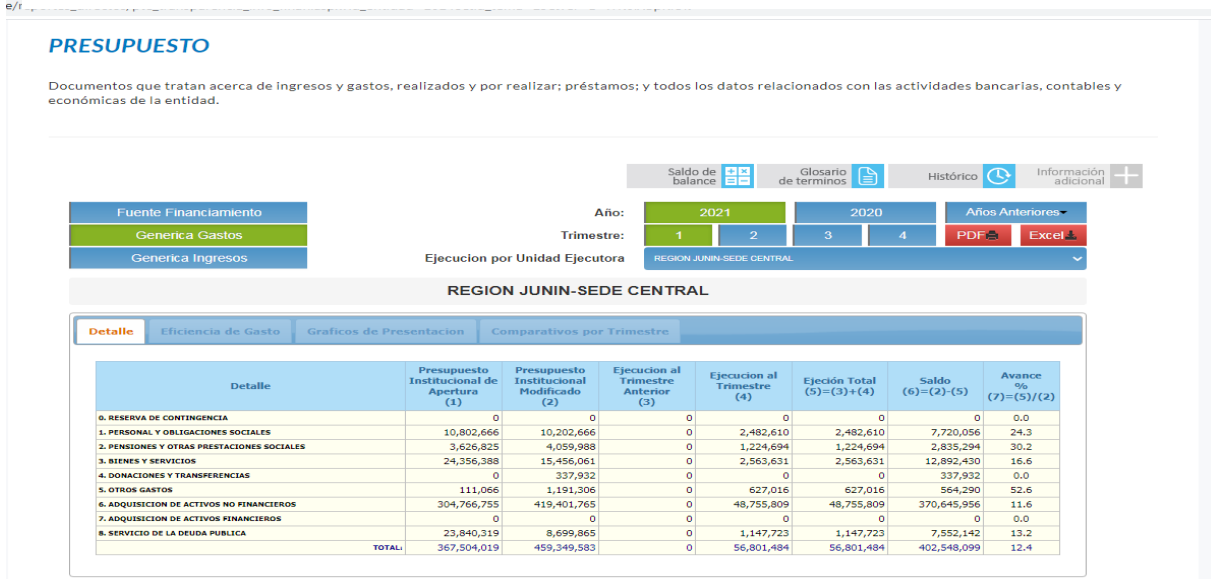 PRESUPUESTO
Documentos que tratan acerca de ingresos y gastos, realizados y por realizar; préstamos; y todos los datos relacionados con las actividades bancarias, contables y
económicas de la entidad.
Saldo de balance Glosario de terminos Histórico Información adicional
Fuente Financiamiento Año: 2021 2020 Años Anteriores
Generica Gastos Trimestre: 1 2 3 4 PDF Excel
Generica Ingresos Ejecucion por Unidad Ejecutora REGION JUNIN-SEDE CENTRAL
REGION JUNIN-SEDE CENTRAL
Detalle Eficiencia de Gasto Graficos de Presentacion Comparativos por Trimestre
Detalle Presupuesto Institucional de Apertura (1) Presupuesto Institucional Modificado (2) Ejecucion al Trimestre Anterior (3) Ejecucion al Trimestre (4) Ejeción Total (5)=(3)+(4) Saldo (6)=(2)-(5) Avance % (7)=(5)/(2)
0. RESERVA DE CONTINGENCIA 0 0 0 0 0 0 0.0
1. PERSONAL Y OBLIGACIONES SOCIALES 10,802,666 10,202,666 0 2,482,610 2,482,610 7,720,056 24.3
2. PENSIONES Y OTRAS PRESTACIONES SOCIALES 3,626,825 4,059,988 0 1,224,694 1,224,694 2,835,294 30.2
3. BIENES Y SERVICIOS 24,356,388 15,456,061 0 2,563,631 2,563,631 12,892,430 16.6
4. DONACIONES Y TRANSFERENCIAS 0 337,932 0 0 0 337,932 0.0
5. OTROS GASTOS 111,066 1,191,306 0 627,016 627,016 564,290 52.6
6. ADQUISICION DE ACTIVOS NO FINANCIEROS 304,766,755 419,401,765 0 48,755,809 48,755,809 370,645,956 11.6
7. ADQUISICION DE ACTIVOS FINANCIEROS 0 0 0 0 0 0 0.0
8. SERVICIO DE LA DEUDA PUBLICA 23,840,319 8,699,865 0 1,147,723 1,147,723 7,552,142 13.2
TOTAL: 367,504,019 459,349,583 0 56,801,484 56,801,484 402,548,099 12.4